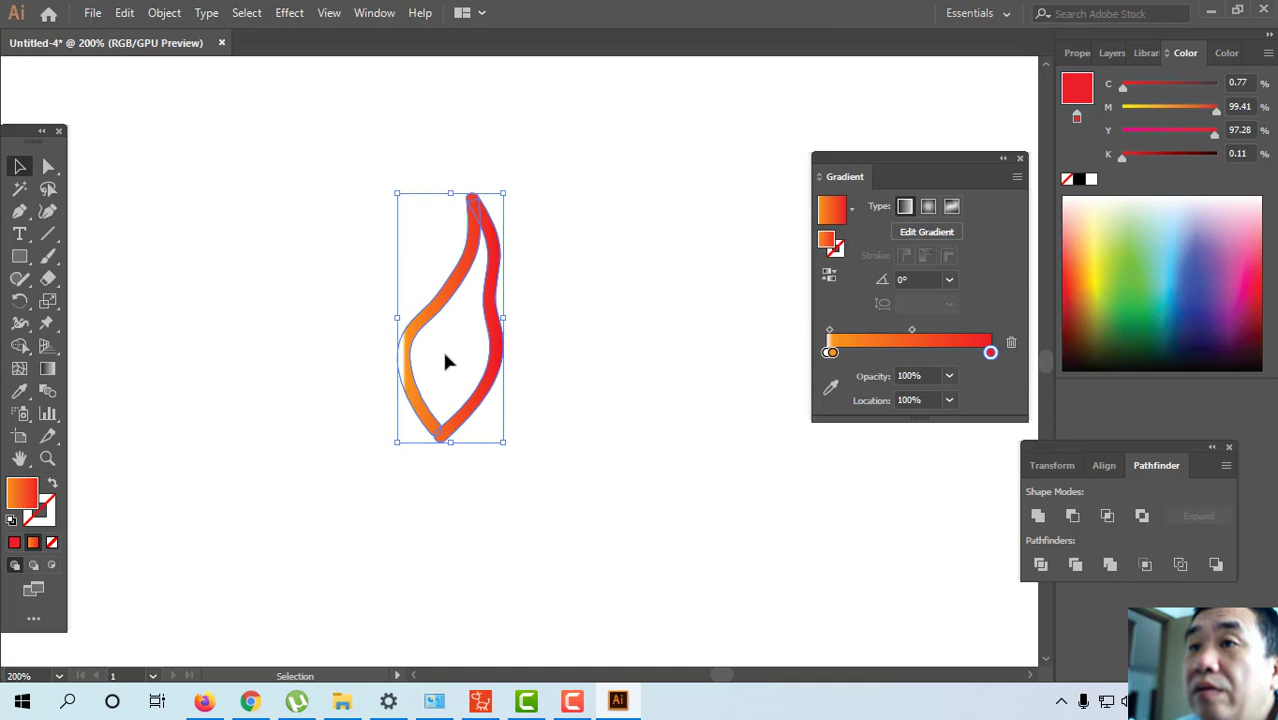 Ai File Edit Object Type Select Effect View Window Help Essentials Search Adobe Stock
Untitled-4* @ 200% (RGB/GPU Preview) ×
Prope Layers Librar Color Color
C 0.77 %
M 99.41 %
Y 97.28 %
K 0.11 %
Gradient
Type:
Edit Gradient
Stroke:
0°
Opacity: 100%
Location: 100%
Transform Align Pathfinder
Shape Modes:
Expand
Pathfinders:
200% 1 Selection
Ai